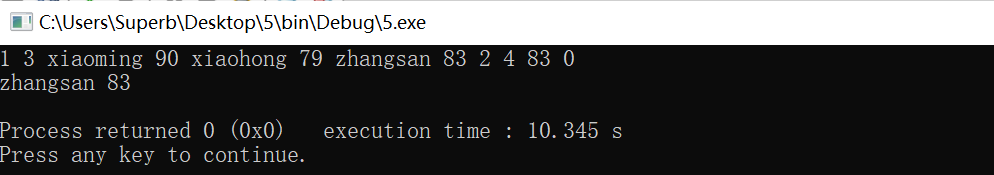 C:\Users\Superb\Desktop\5\bin\Debug\5.exe
1 3 xiaoming 90 xiaohong 79 zhangsan 83 2 4 83 0
zhangsan 83
Process returned 0 (0x0)   execution time : 10.345 s
Press any key to continue.